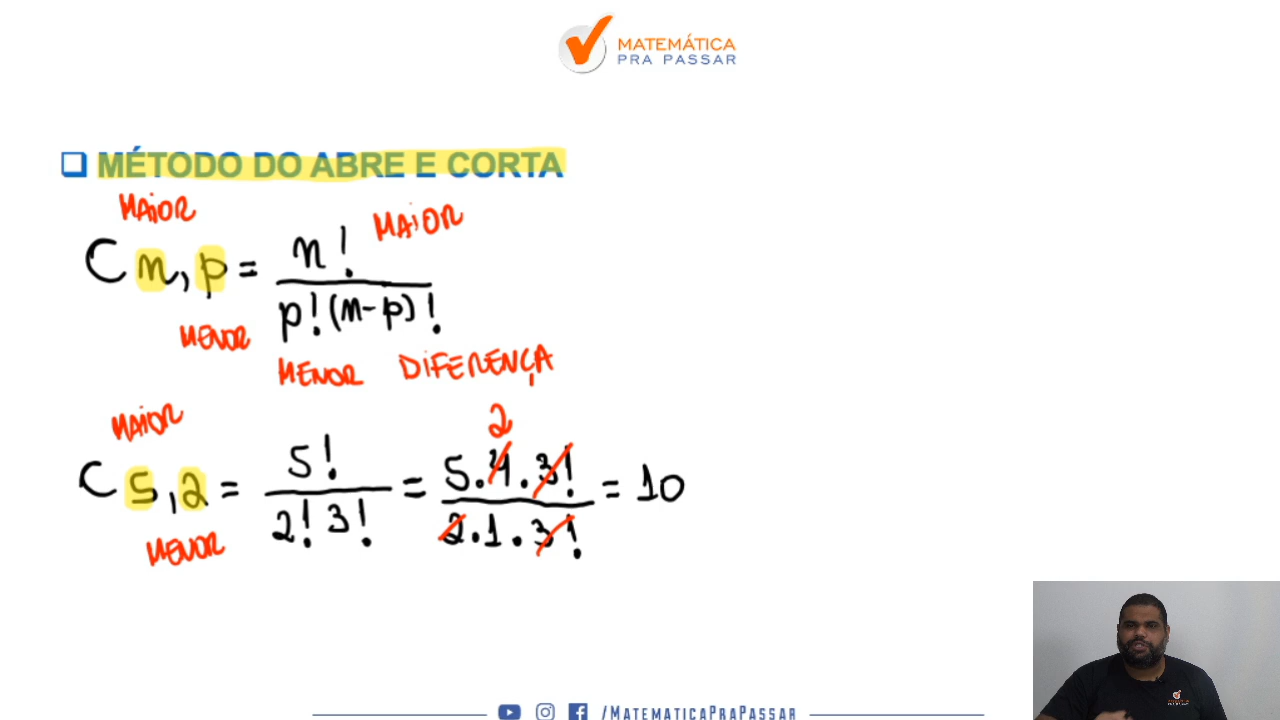 MATEMÁTICA
PRA PASSAR
MÉTODO DO ABRE E CORTA
MAIOR
MAIOR
C n,p = n! / p!(n-p)!
MENOR
MENOR DIFERENÇA
MAIOR
2
C 5,2 = 5! / 2!3! = 5.4.3! / 2.1.3! = 10
MENOR
/MATEMATICAPRAPASSAR